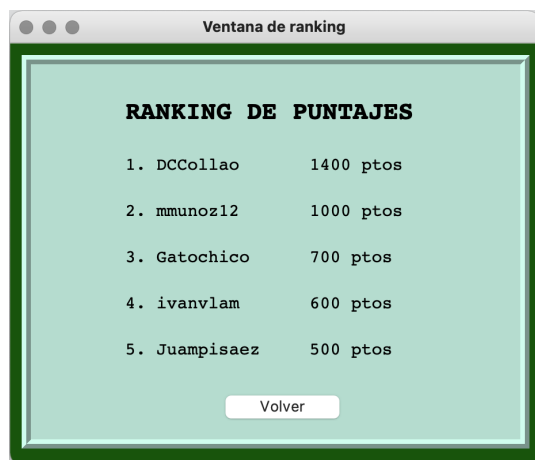 Ventana de ranking
RANKING DE PUNTAJES
1. DCCollao 1400 ptos
2. mmunoz12 1000 ptos
3. Gatochico 700 ptos
4. ivanvlam 600 ptos
5. Juampisaez 500 ptos
Volver